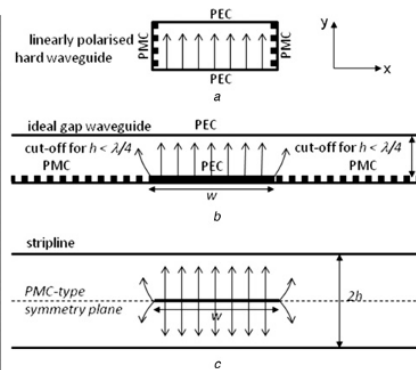 PEC
linearly polarised
hard waveguide
PMC
PMC
PEC
a
y
x
ideal gap waveguide
PEC
cut-off for h < λ/4
cut-off for h < λ/4
PMC
PEC
PMC
w
b
stripline
PMC-type
symmetry plane
w
2h
c